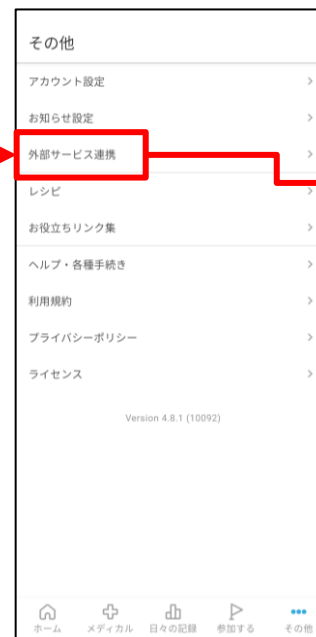 その他
アカウント設定
お知らせ設定
外部サービス連携
レシピ
お役立ちリンク集
ヘルプ・各種手続き
利用規約
プライバシーポリシー
ライセンス
Version 4.8.1 (10092)
ホーム メディカル 日々の記録 参加する その他